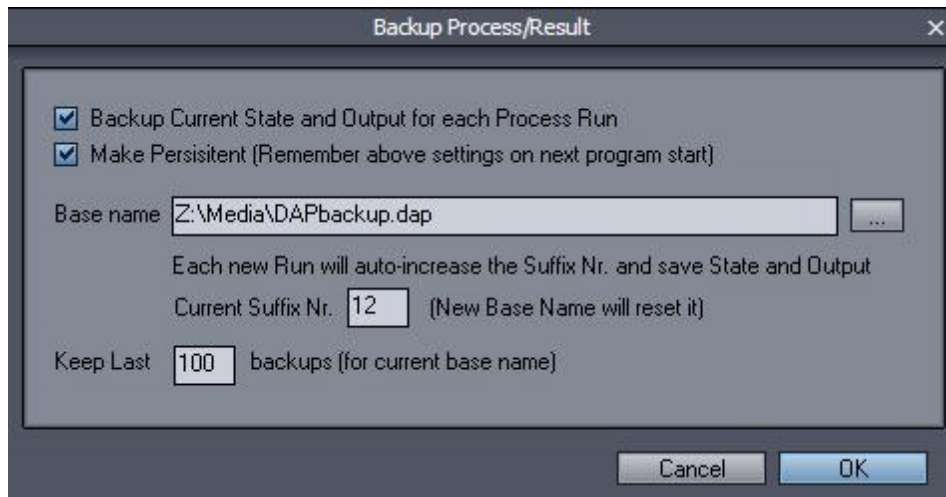 Backup Process/Result
Backup Current State and Output for each Process Run
Make Persisitent (Remember above settings on next program start)
Base name Z:\Media\DAPbackup.dap ...
Each new Run will auto-increase the Suffix Nr. and save State and Output
Current Suffix Nr. 12 (New Base Name will reset it)
Keep Last 100 backups (for current base name)
Cancel OK